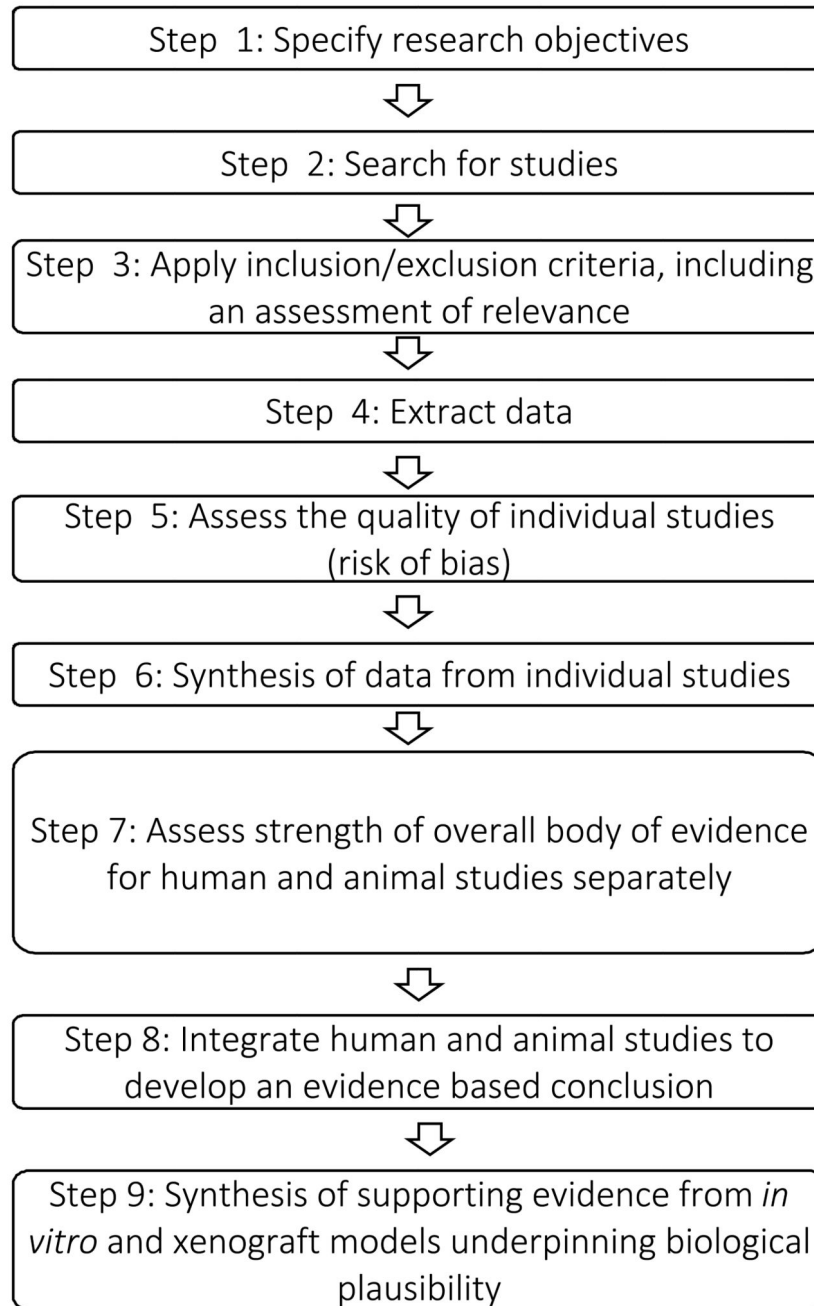 Step 1: Specify research objectives
Step 2: Search for studies
Step 3: Apply inclusion/exclusion criteria, including
an assessment of relevance
Step 4: Extract data
Step 5: Assess the quality of individual studies
(risk of bias)
Step 6: Synthesis of data from individual studies
Step 7: Assess strength of overall body of evidence
for human and animal studies separately
Step 8: Integrate human and animal studies to
develop an evidence based conclusion
Step 9: Synthesis of supporting evidence from in
vitro and xenograft models underpinning biological
plausibility